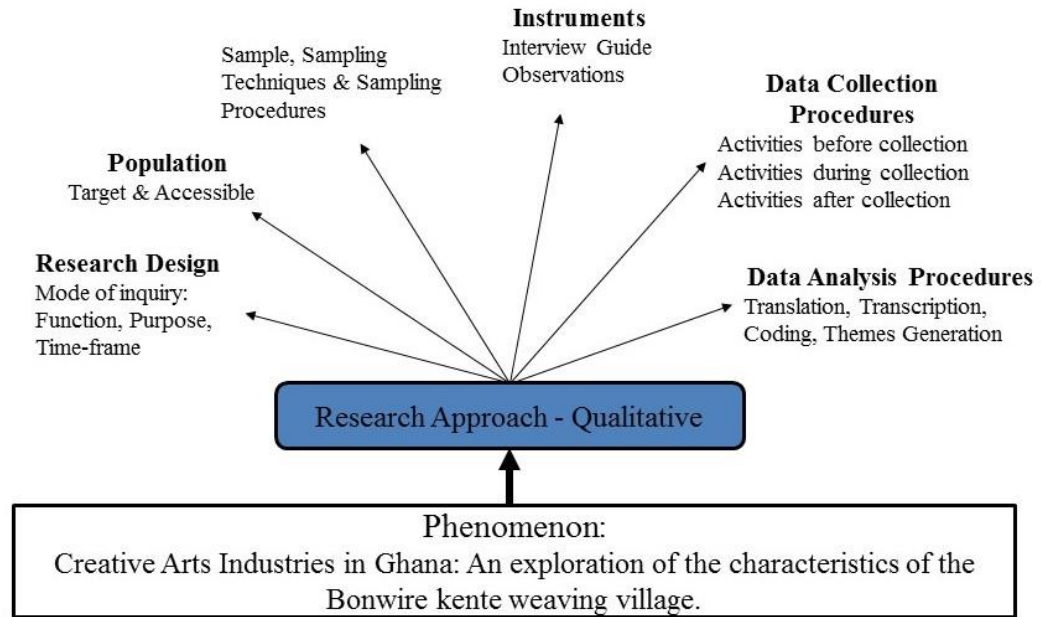 Instruments
Interview Guide
Observations
Sample, Sampling
Techniques & Sampling
Procedures
Data Collection
Procedures
Activities before collection
Activities during collection
Activities after collection
Population
Target & Accessible
Research Design
Mode of inquiry:
Function, Purpose,
Time-frame
Data Analysis Procedures
Translation, Transcription,
Coding, Themes Generation
Research Approach - Qualitative
Phenomenon:
Creative Arts Industries in Ghana: An exploration of the characteristics of the
Bonwire kente weaving village.